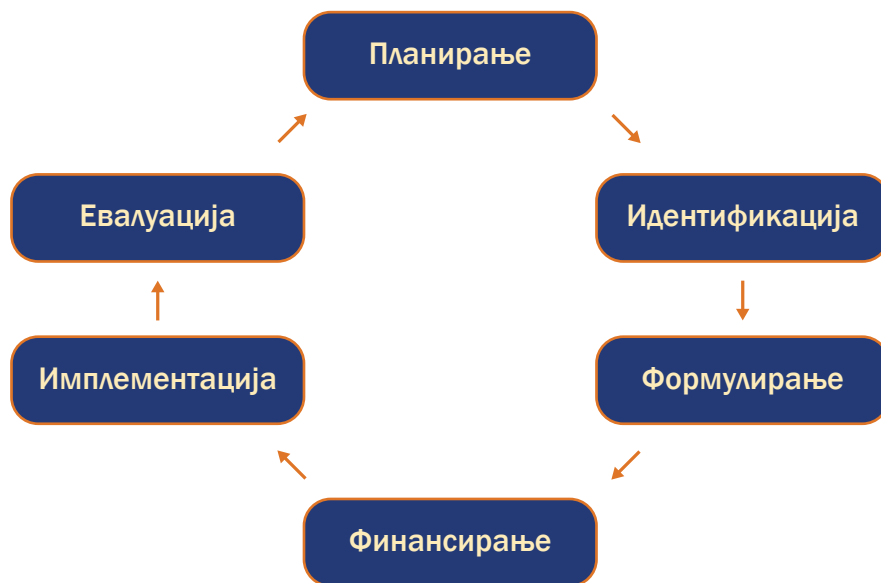 Планирање
Евалуација
Идентификација
Имплементација
Формулирање
Финансирање